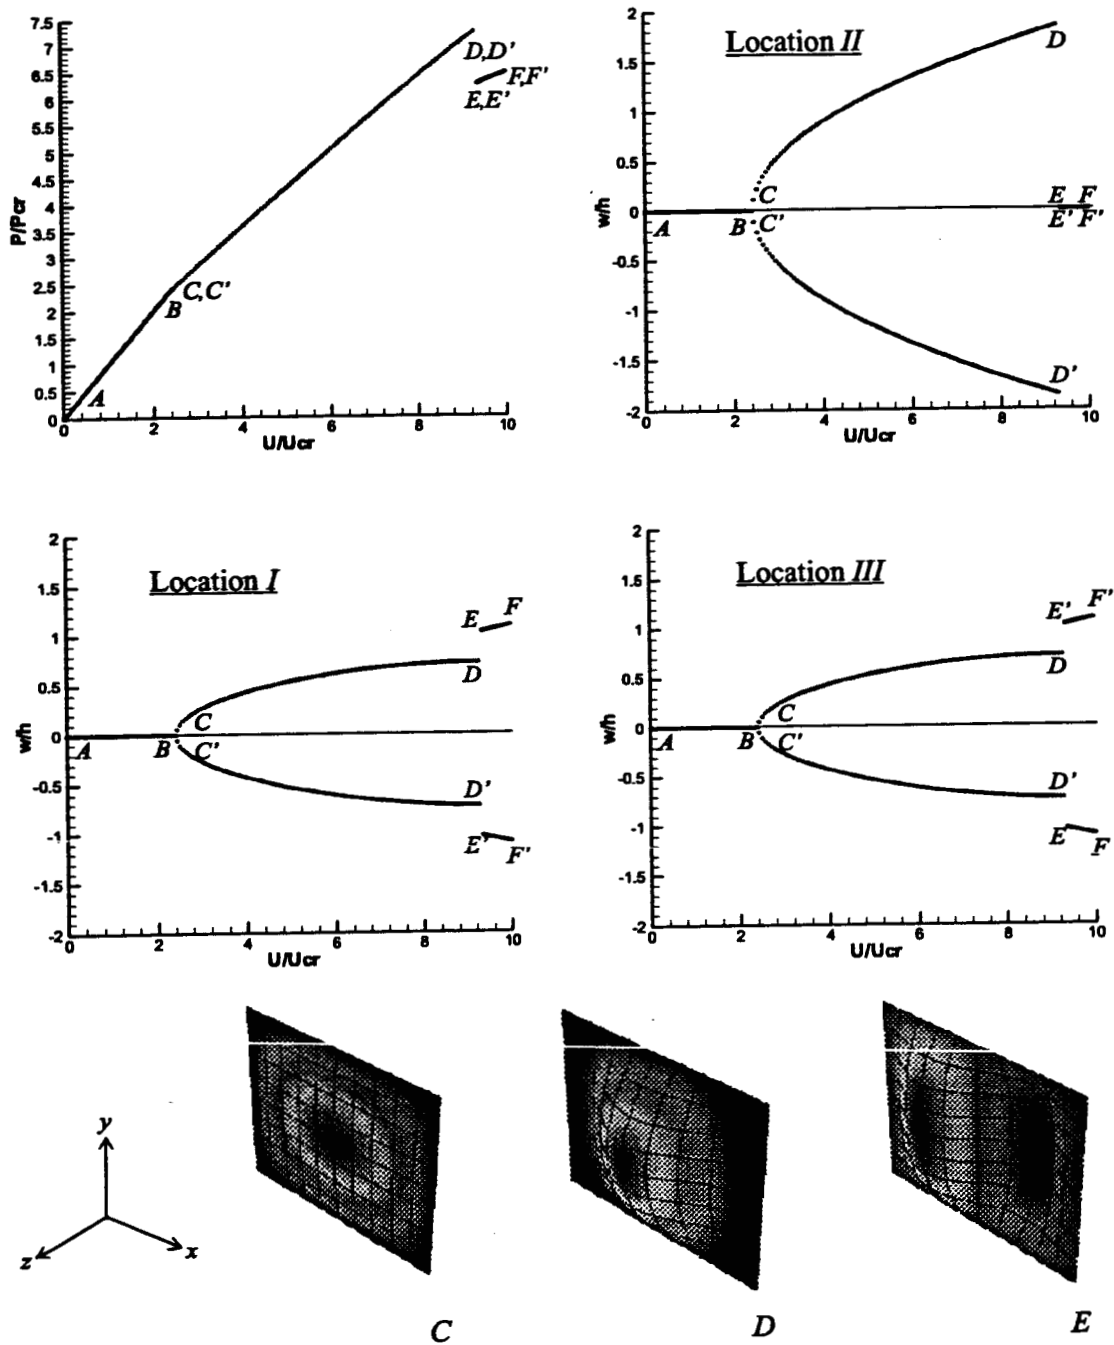 7.5
7
6.5
6
5.5
5
4.5
4
3.5
3
2.5
2
1.5
1
0.5
0
P/Pcr
D,D'
F,F'
E,E'
C,C'
B
A
0 2 4 6 8 10
U/Ucr
Location II
2
1
0.5
0
-0.5
-1
-1.5
-2
w/h
D
C
E F
A B C' E' F'
D'
0 2 4 6 8 10
U/Ucr
Location I
2
1.5
1
0.5
0
-0.5
-1
-1.5
-2
w/h
E F
D
C
A B C'
D'
E' F'
0 2 4 6 8 10
U/Ucr
Location III
2
1.5
1
0.5
0
-0.5
-1
-1.5
-2
w/h
E' F'
D
C
A B C'
D'
E F
0 2 4 6 8 10
U/Ucr
y
z x
C D E